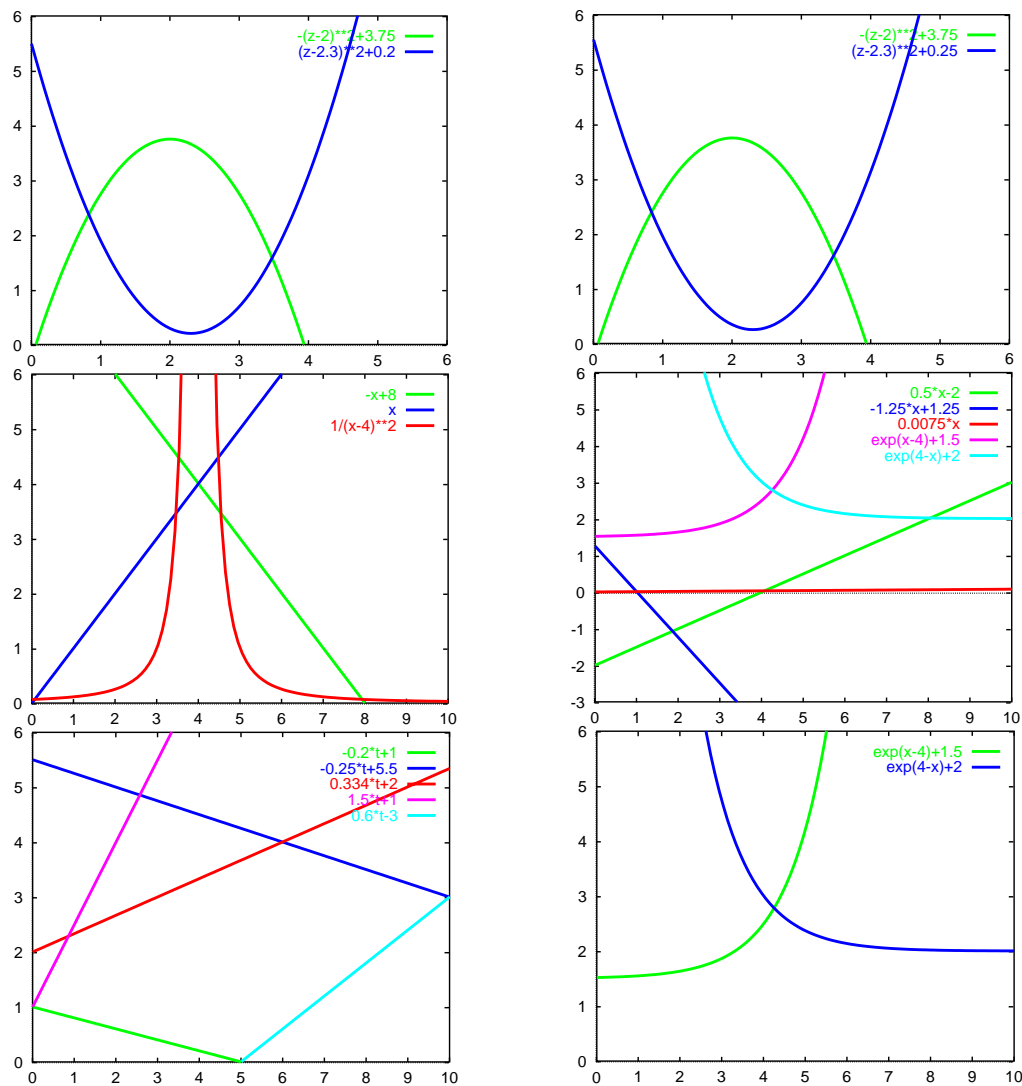 6
5
4
3
2
1
0
-(z-2)**2+3.75
(z-2.3)**2+0.2
0 1 2 3 4 5 6
6
5
4
3
2
1
0
-(z-2)**2+3.75
(z-2.3)**2+0.25
0 1 2 3 4 5 6
6
5
4
3
2
1
0
-x+8
x
1/(x-4)**2
0 1 2 3 4 5 6 7 8 9 10
6
5
4
3
2
1
0
-1
-2
-3
0.5*x-2
-1.25*x+1.25
0.0075*x
exp(x-4)+1.5
exp(4-x)+2
0 1 2 3 4 5 6 7 8 9 10
6
5
4
3
2
1
0
-0.2*t+1
-0.25*t+5.5
0.334*t+2
1.5*t+1
0.6*t-3
0 1 2 3 4 5 6 7 8 9 10
6
5
4
3
2
1
0
exp(x-4)+1.5
exp(4-x)+2
0 1 2 3 4 5 6 7 8 9 10